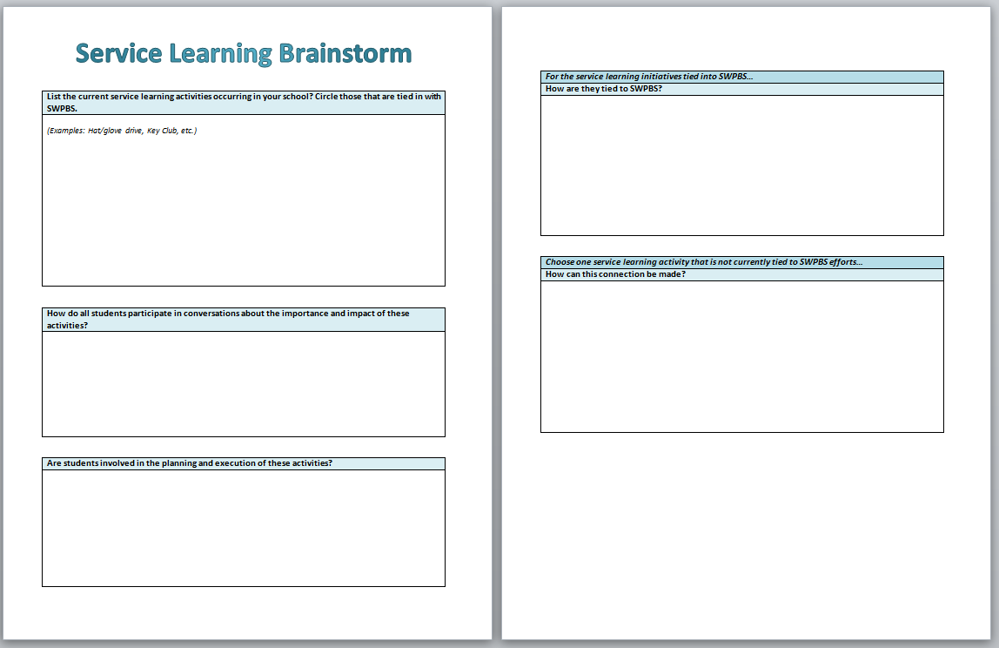 Service Learning Brainstorm
List the current service learning activities occurring in your school? Circle those that are tied in with
SWPBS.
(Examples: Hat/glove drive, Key Club, etc.)
How do all students participate in conversations about the importance and impact of these
activities?
Are students involved in the planning and execution of these activities?
For the service learning initiatives tied into SWPBS...
How are they tied to SWPBS?
Choose one service learning activity that is not currently tied to SWPBS efforts...
How can this connection be made?